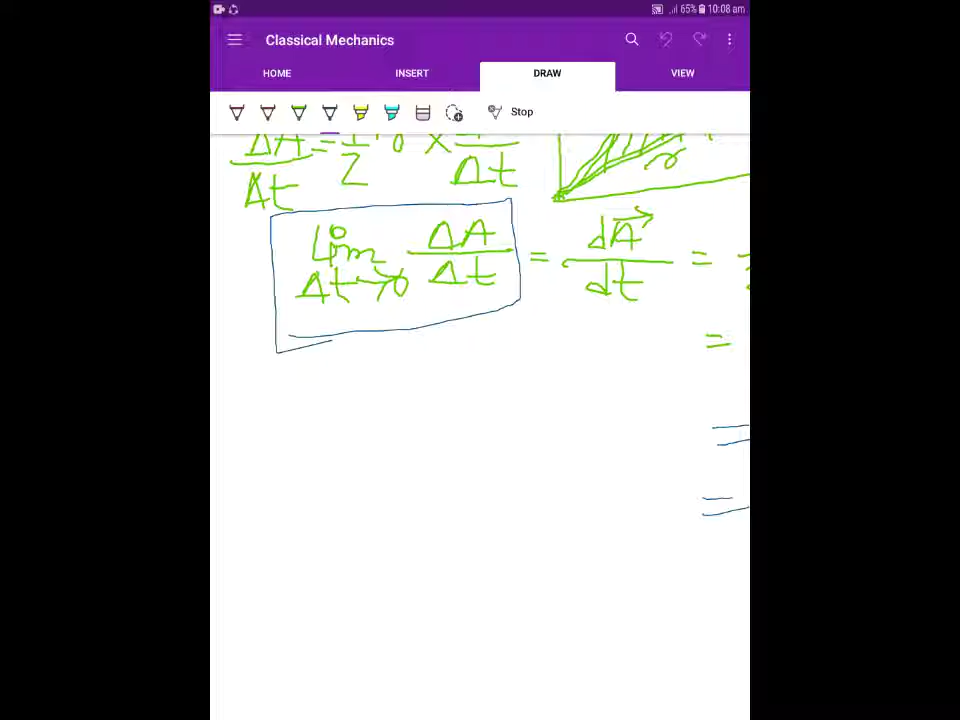 65% 10:08 am
Classical Mechanics
HOME INSERT DRAW VIEW
Stop
ΔA/Δt = 1/2 r × /Δt
r
lim Δt→0 ΔA/Δt = dA⃗/dt =
=
=
=